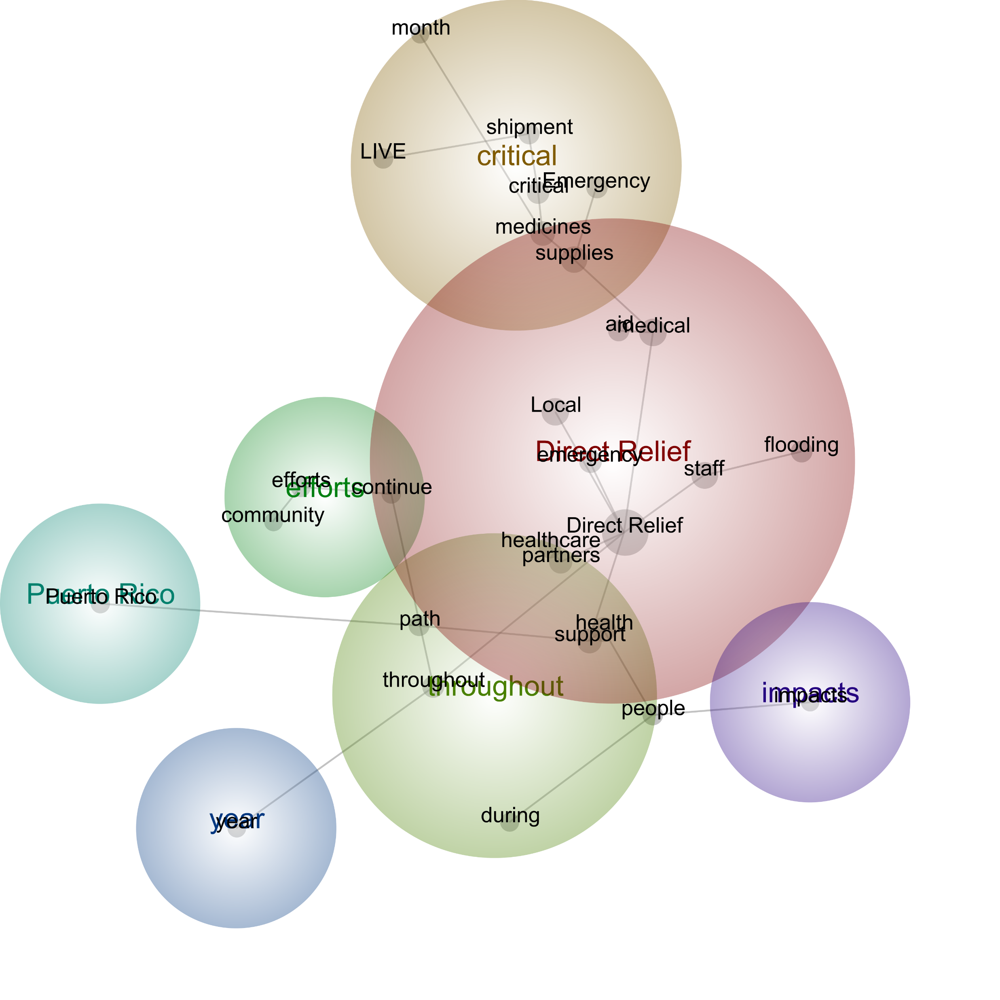 month
shipment
LIVE
critical
Emergency
critical
medicines
supplies
aid
medical
Local
Direct Relief
emergency
flooding
staff
efforts
efforts
continue
community
Direct Relief
healthcare
partners
Puerto Rico
Puerto Rico
path
health
support
throughout
throughout
impacts
impacts
people
during
year
year